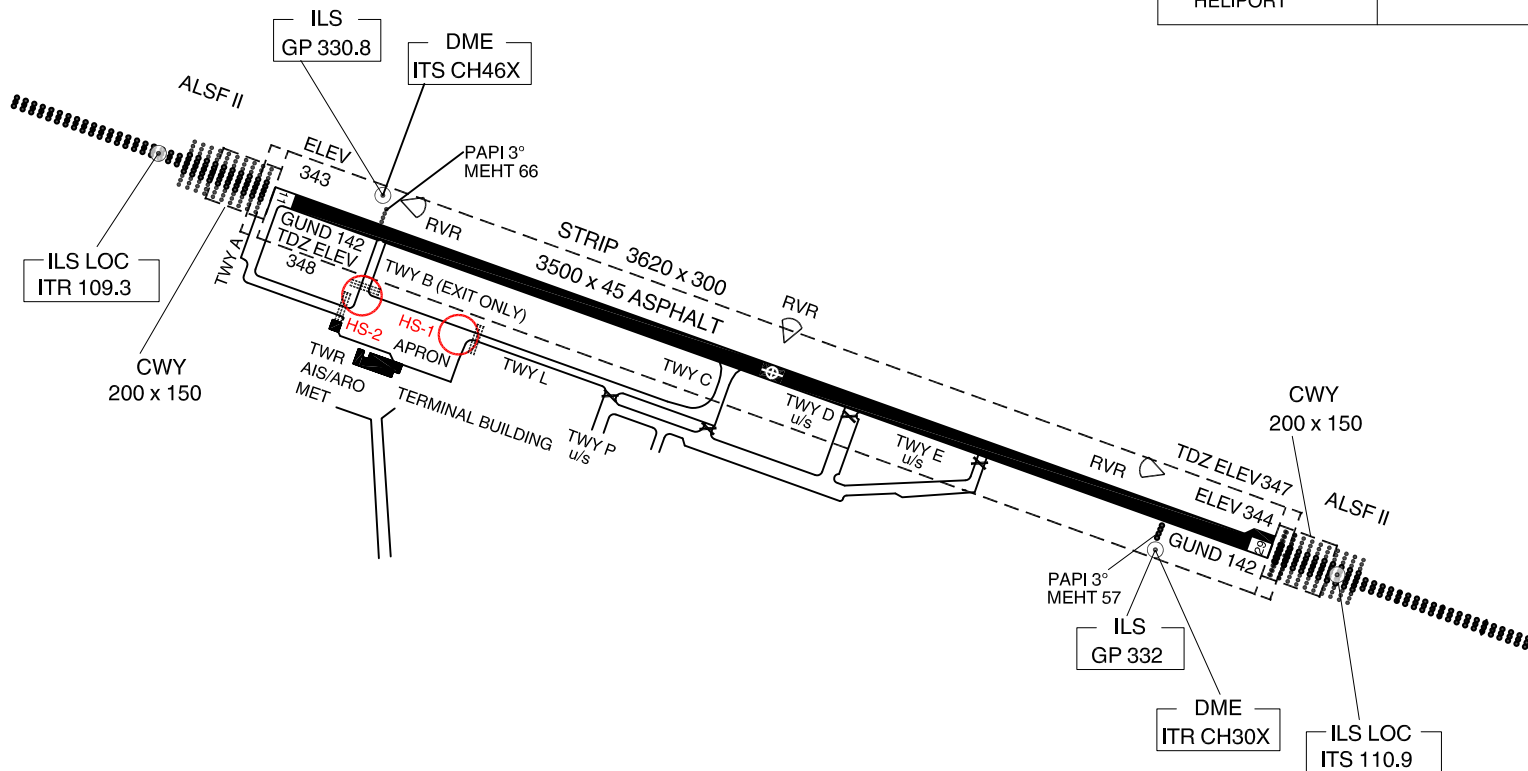 HELIPORT
ILS
GP 330.8
DME
ITS CH46X
ALSF II
ELEV
343
PAPI 3°
MEHT 66
RVR
11
GUND 142
TDZ ELEV
348
TWY A
ILS LOC
ITR 109.3
CWY
200 x 150
STRIP 3620 x 300
3500 x 45 ASPHALT
TWY B (EXIT ONLY)
RVR
HS-2
HS-1
APRON
TWR
AIS/ARO
MET
TERMINAL BUILDING
TWY L
TWY C
TWY P
u/s
TWY D
u/s
TWY E
u/s
RVR
CWY
200 x 150
TDZ ELEV347
ELEV 344
ALSF II
29
GUND 142
PAPI 3°
MEHT 57
ILS
GP 332
DME
ITR CH30X
ILS LOC
ITS 110.9